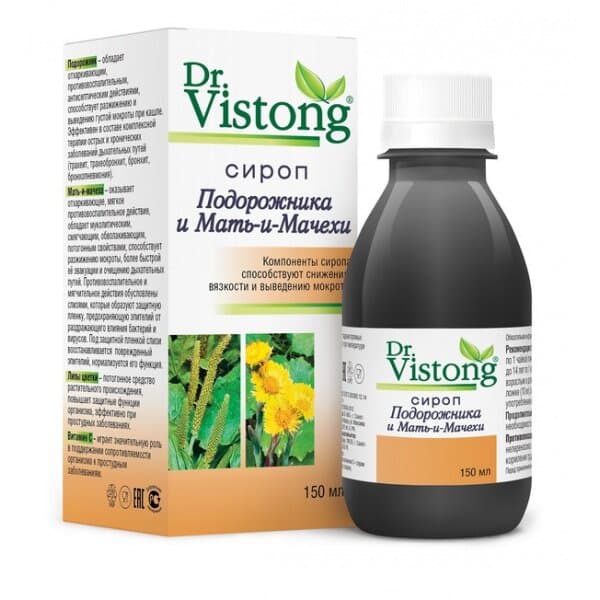 Подорожник – обладает
отхаркивающим,
противовоспалительным,
антисептическим действиями,
способствует разжижению и
выведению густой мокроты при кашле.
Эффективен в составе комплексной
терапии острых и хронических
заболеваний дыхательных путей
(трахеит, трахеобронхит, бронхит,
бронхопневмония).
Мать-и-мачеха – оказывает
отхаркивающее, мягкое
противовоспалительное действие,
обладает муколитическим,
смягчающим, обволакивающим,
потогонным свойствами, способствует
разжижению мокроты, более быстрой
её эвакуации и очищению дыхательных
путей. Противовоспалительное и
мягчительное действия обусловлены
слизями, которые образуют защитную
пленку, предохраняющую эпителий от
раздражающего влияния бактерий и
вирусов. Под защитной пленкой слизи
восстанавливается поврежденный
эпителий, нормализуется его функция.
Липы цветки – потогонное средство
растительного происхождения,
повышает защитные функции
организма, эффективно при
простудных заболеваниях.
Витамин С – играет значительную роль
в поддержании сопротивляемости
организма к простудным
заболеваниям.
EAC
Dr.
Vistong®
сироп
Подорожника
и Мать-и-Мачехи
Компоненты сиропа
способствуют снижению
вязкости и выведению мокроты
150 мл
Dr.
Vistong®
сироп
Подорожника
и Мать-и-Мачехи
150 мл